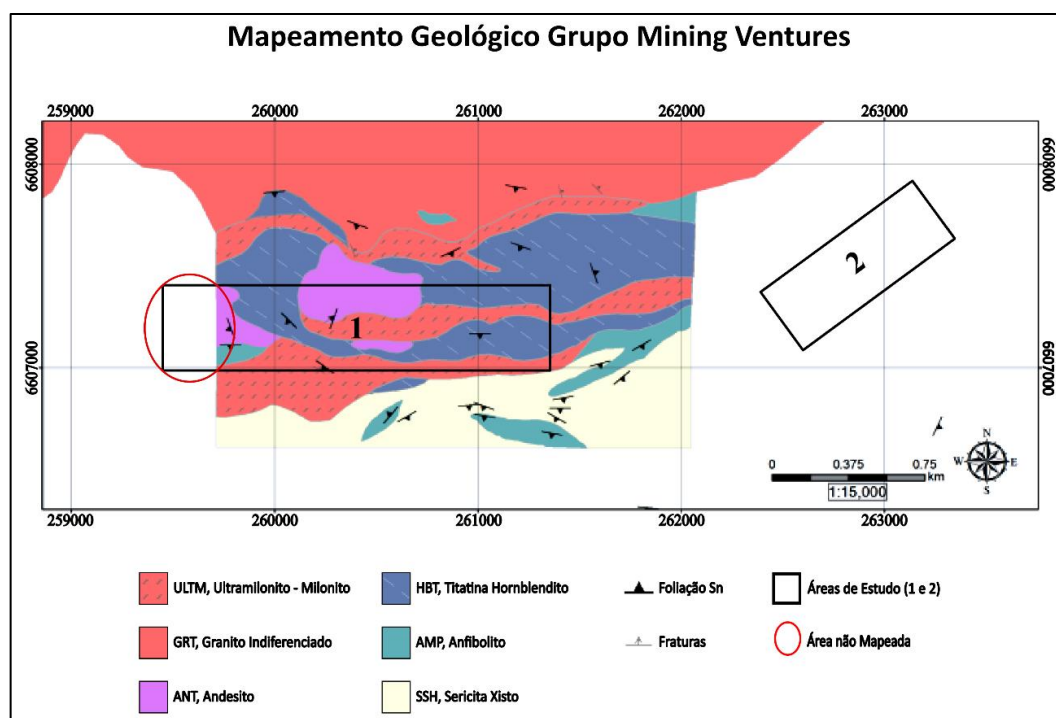 Mapeamento Geológico Grupo Mining Ventures
259000 260000 261000 262000 263000
6608000 6608000
6607000 6607000
1
2
N
W E
S
0 0.375 0.75
km
1:15,000
259000 260000 261000 262000 263000
ULTM, Ultramilonito - Milonito
HBT, Titatina Hornblendito
Foliação Sn
Áreas de Estudo (1 e 2)
GRT, Granito Indiferenciado
AMP, Anfibolito
Fraturas
Área não Mapeada
ANT, Andesito
SSH, Sericita Xisto